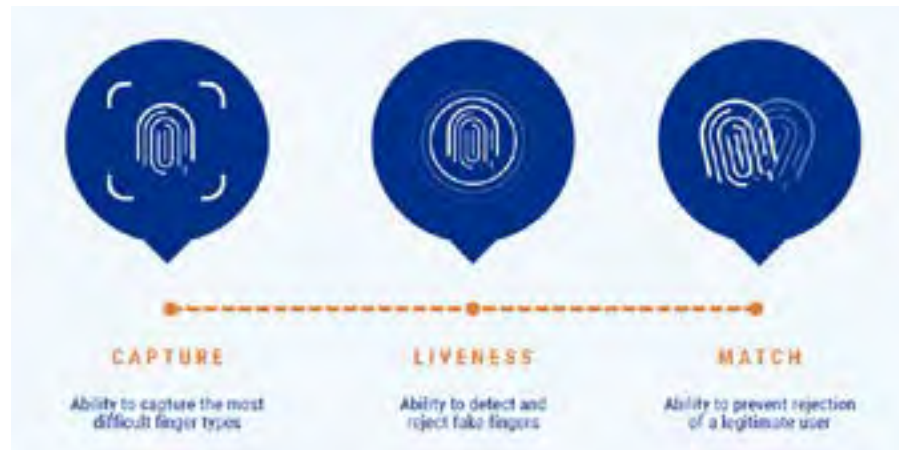 CAPTURE
Ability to capture the most
difficult finger types
LIVENESS
Ability to detect and
reject fake fingers
MATCH
Ability to prevent rejection
of a legitimate user